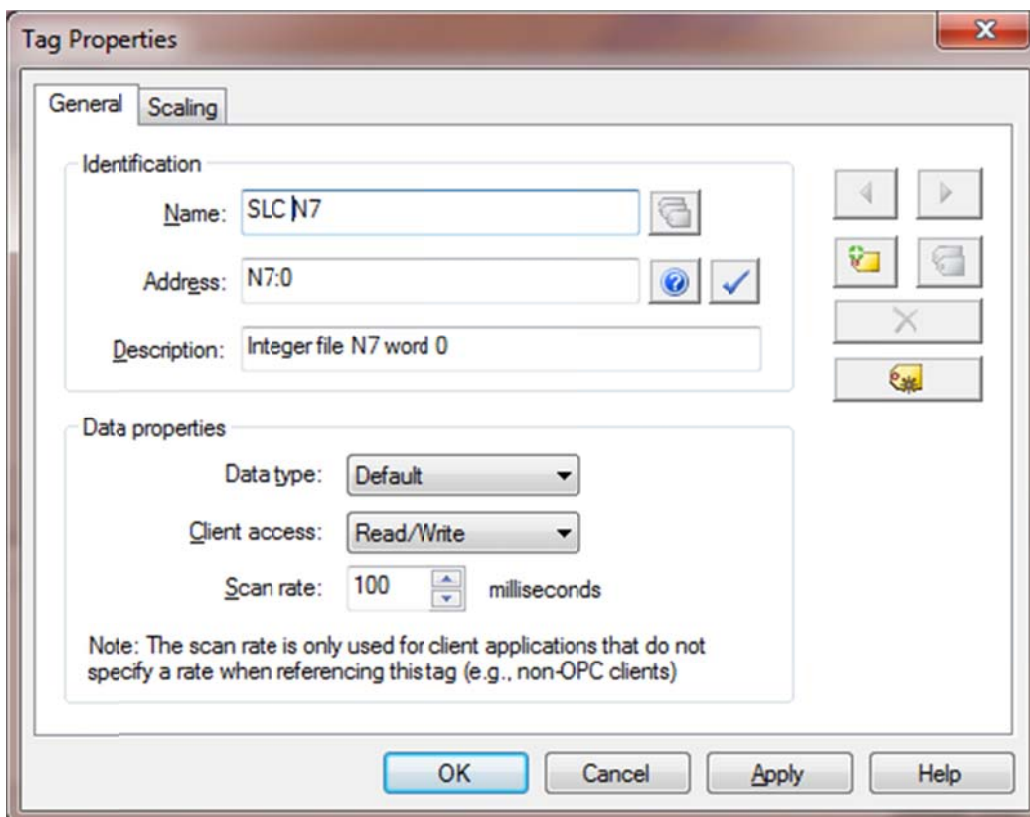 Tag Properties
General
Scaling
Identification
Name: SLC N7
Address: N7:0
Description: Integer file N7 word 0
Data properties
Data type: Default
Client access: Read/Write
Scan rate: 100 milliseconds
Note: The scan rate is only used for client applications that do not
specify a rate when referencing this tag (e.g., non-OPC clients)
OK
Cancel
Apply
Help